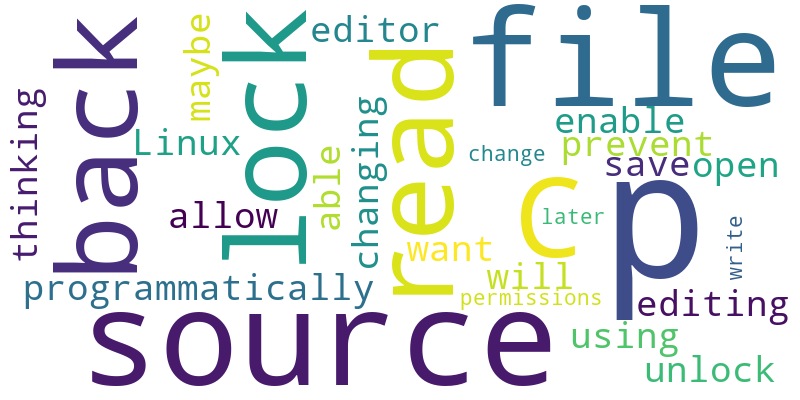 file
back
lock
read
source
C
p
editor
maybe
thinking
Linux
changing
able
allow
enable
prevent
change
save
open
later
want
will
write
programmatically
permissions
editing
using
unlock